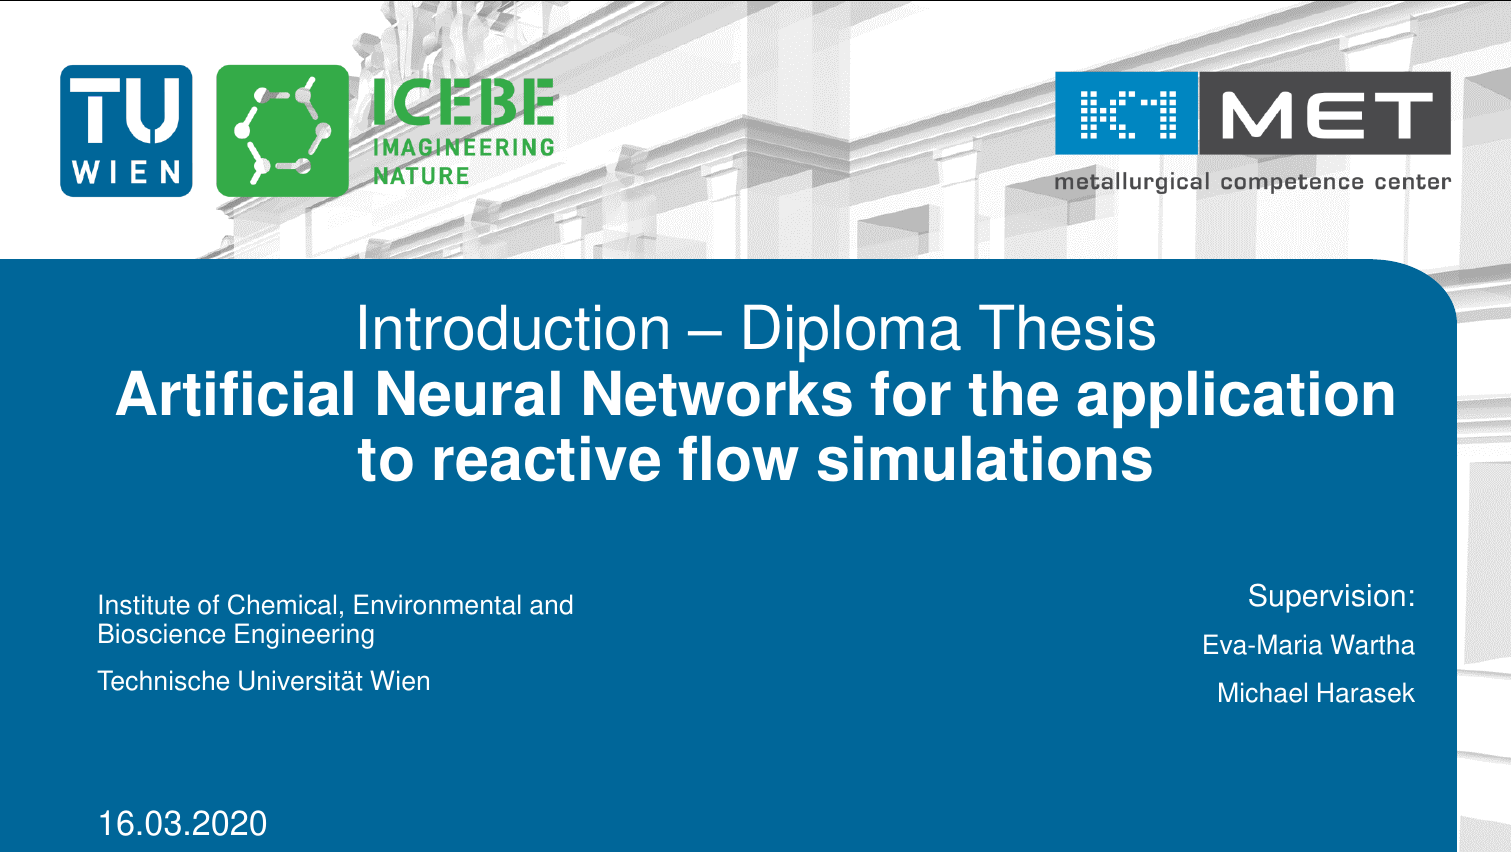 TU
WIEN
ICEBE
IMAGINEERING
NATURE
K1 MET
metallurgical competence center
Introduction – Diploma Thesis
Artificial Neural Networks for the application
to reactive flow simulations
Institute of Chemical, Environmental and
Bioscience Engineering
Technische Universität Wien
Supervision:
Eva-Maria Wartha
Michael Harasek
16.03.2020